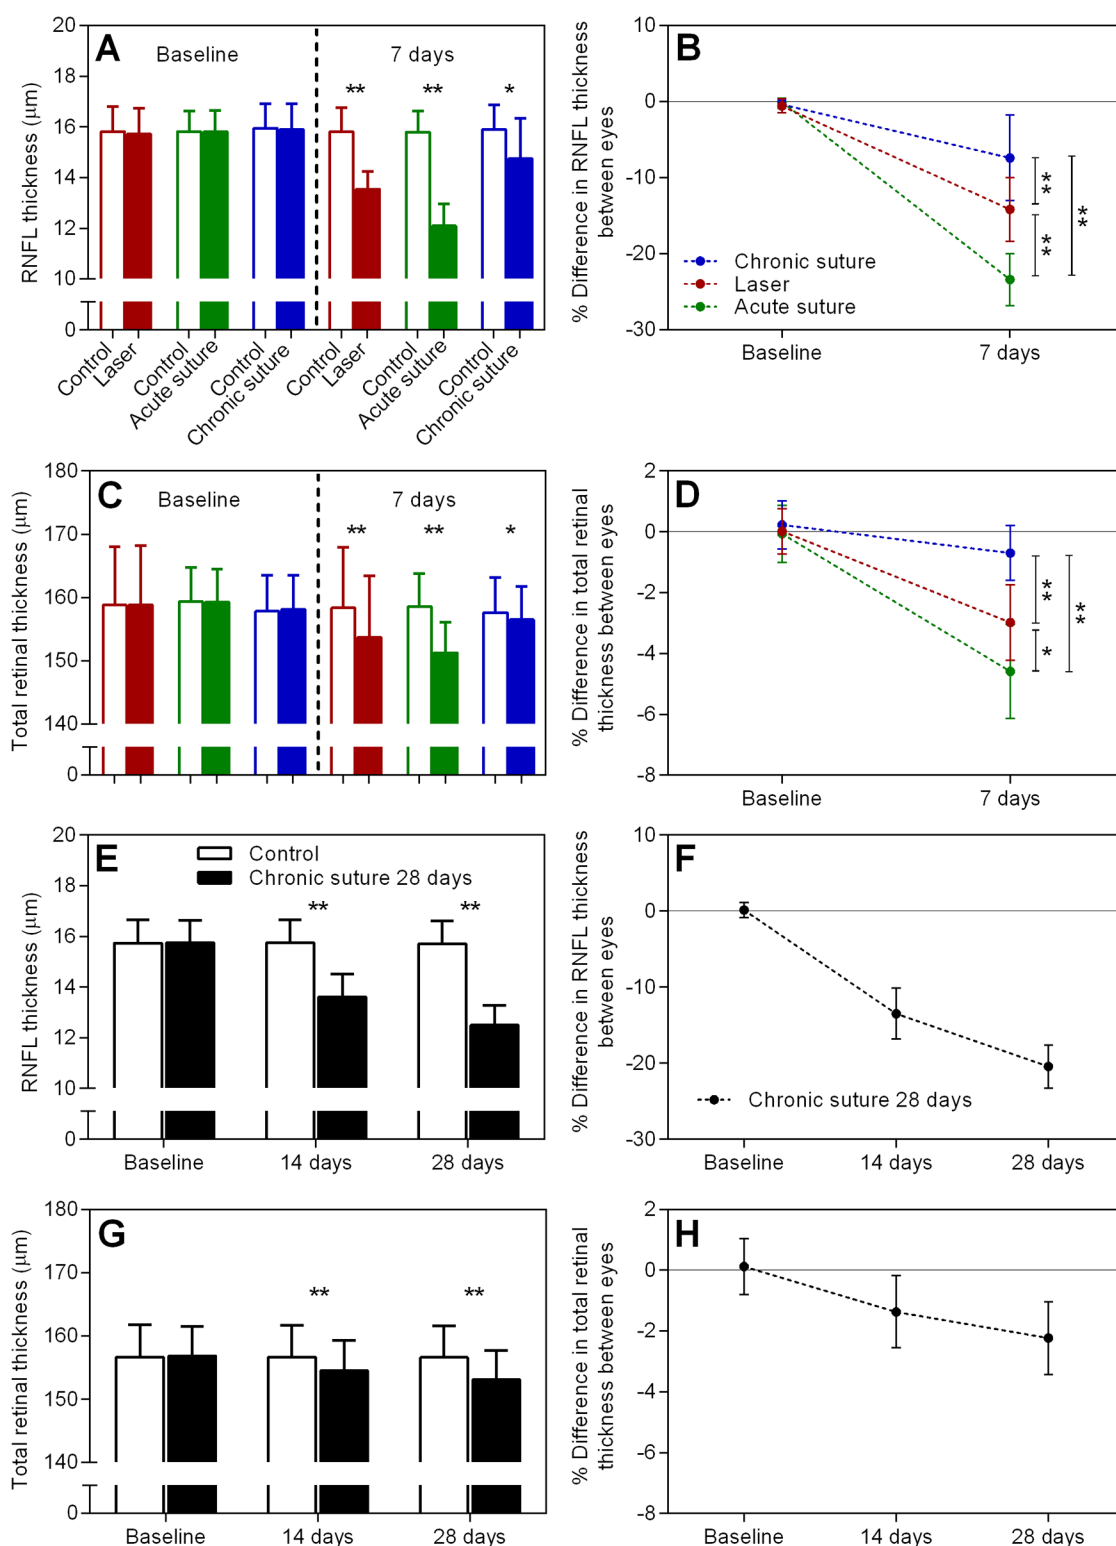 A
Baseline
7 days
RNFL thickness (μm)
20
18
16
14
12
10
0
**
**
*
Control
Laser
Control
Acute suture
Control
Chronic suture
Control
Laser
Control
Acute suture
Control
Chronic suture
B
% Difference in RNFL thickness
between eyes
10
0
-10
-20
-30
Chronic suture
Laser
Acute suture
**
**
**
Baseline
7 days
C
Baseline
7 days
Total retinal thickness (μm)
180
170
160
150
140
0
**
**
*
D
% Difference in total retinal
thickness between eyes
2
0
-2
-4
-6
-8
**
*
**
Baseline
7 days
E
Control
Chronic suture 28 days
RNFL thickness (μm)
20
18
16
14
12
10
0
**
**
Baseline
14 days
28 days
F
% Difference in RNFL thickness
between eyes
10
0
-10
-20
-30
Chronic suture 28 days
Baseline
14 days
28 days
G
Total retinal thickness (μm)
180
170
160
150
140
0
**
**
Baseline
14 days
28 days
H
% Difference in total retinal
thickness between eyes
2
0
-2
-4
-6
-8
Baseline
14 days
28 days